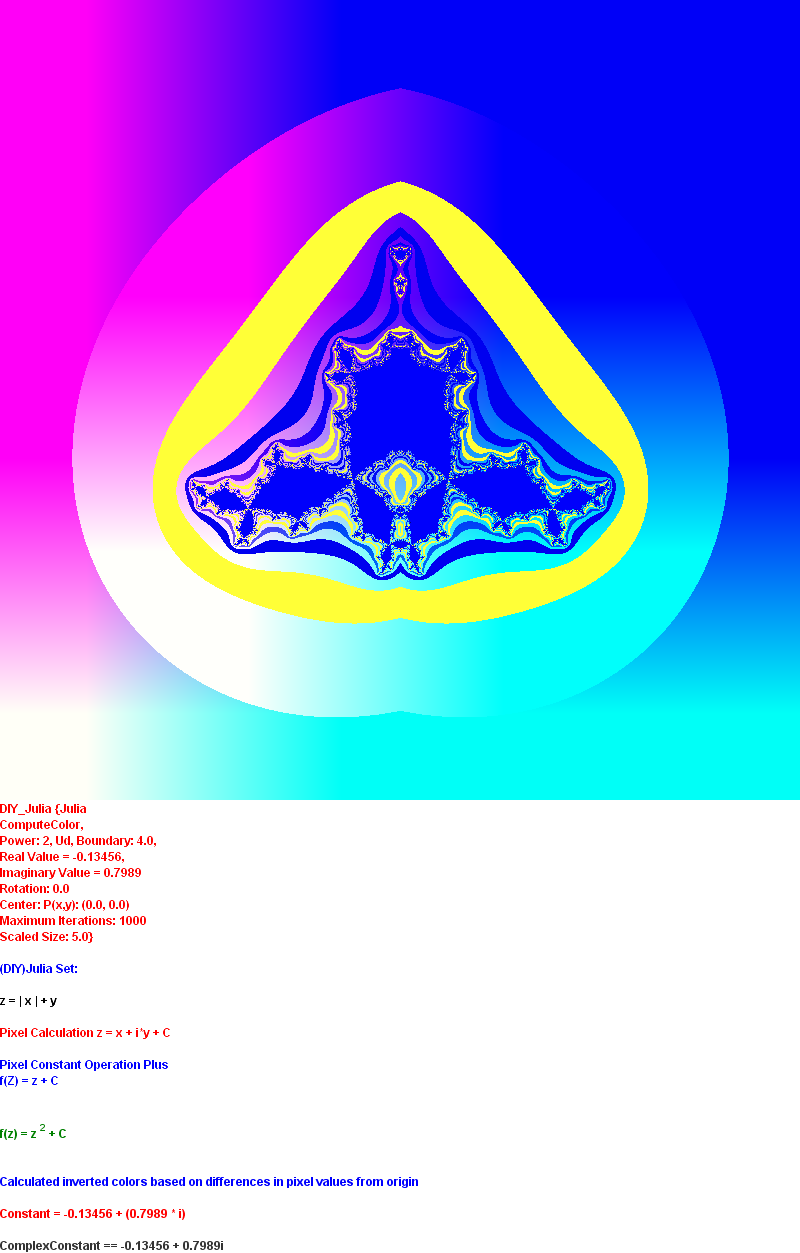 DIY_Julia {Julia
ComputeColor,
Power: 2, Ud, Boundary: 4.0,
Real Value = -0.13456,
Imaginary Value = 0.7989
Rotation: 0.0
Center: P(x,y): (0.0, 0.0)
Maximum Iterations: 1000
Scaled Size: 5.0}
(DIY)Julia Set:
z = | x | + y
Pixel Calculation z = x + i*y + C
Pixel Constant Operation Plus
f(Z) = z + C
f(z) = z ² + C
Calculated inverted colors based on differences in pixel values from origin
Constant = -0.13456 + (0.7989 * i)
ComplexConstant == -0.13456 + 0.7989i